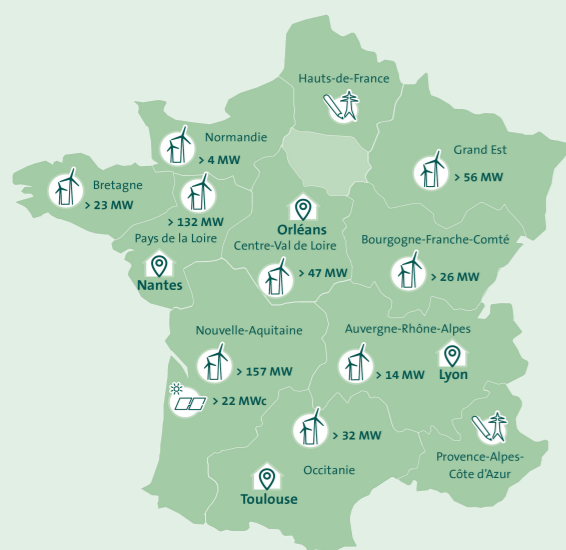 Hauts-de-France
Normandie
> 4 MW
Grand Est
> 56 MW
Bretagne
> 23 MW
> 132 MW
Pays de la Loire
Orléans
Centre-Val de Loire
> 47 MW
Bourgogne-Franche-Comté
> 26 MW
Nantes
Nouvelle-Aquitaine
> 157 MW
> 22 MWc
Auvergne-Rhône-Alpes
> 14 MW
Lyon
> 32 MW
Occitanie
Toulouse
Provence-Alpes-
Côte d'Azur